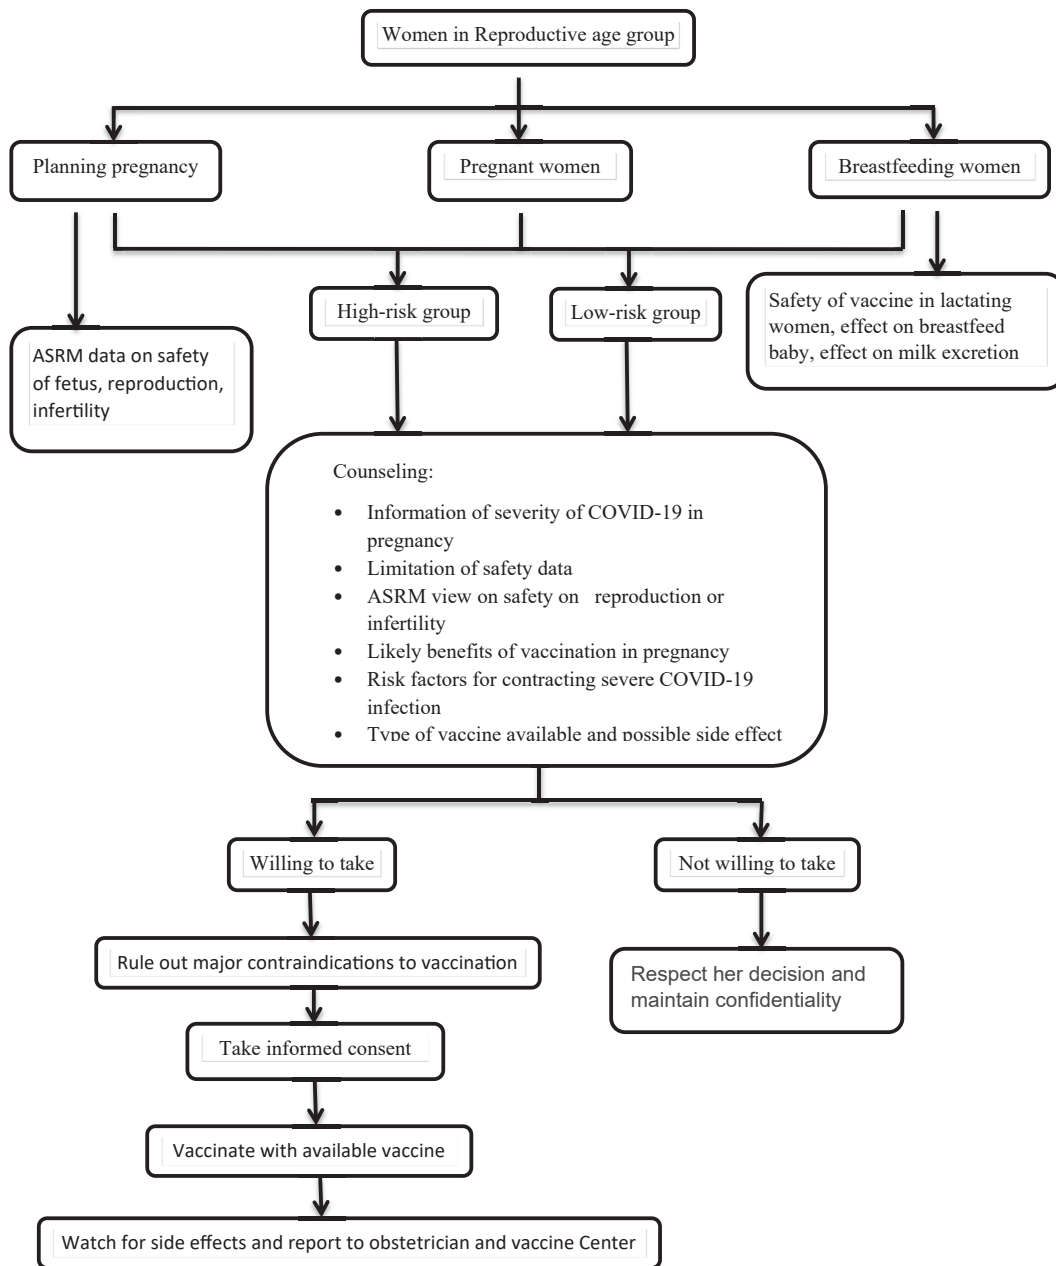 Women in Reproductive age group
Planning pregnancy
Pregnant women
Breastfeeding women
High-risk group
Low-risk group
Safety of vaccine in lactating
women, effect on breastfeed
baby, effect on milk excretion
ASRM data on safety
of fetus, reproduction,
infertility
Counseling:
• Information of severity of COVID-19 in
pregnancy
• Limitation of safety data
• ASRM view on safety on reproduction or
infertility
• Likely benefits of vaccination in pregnancy
• Risk factors for contracting severe COVID-19
infection
• Type of vaccine available and possible side effect
Willing to take
Not willing to take
Rule out major contraindications to vaccination
Respect her decision and
maintain confidentiality
Take informed consent
Vaccinate with available vaccine
Watch for side effects and report to obstetrician and vaccine Center